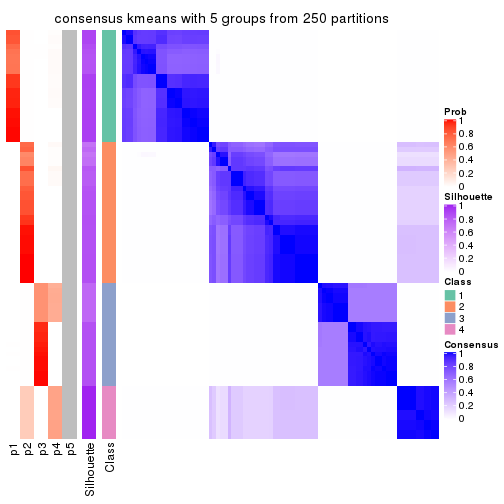 consensus kmeans with 5 groups from 250 partitions
Prob
1
0.8
0.6
0.4
0.2
0
Silhouette
1
0.8
0.6
0.4
0.2
0
Class
1
2
3
4
Consensus
1
0.8
0.6
0.4
0.2
0
p1
p2
p3
p4
p5
Silhouette
Class